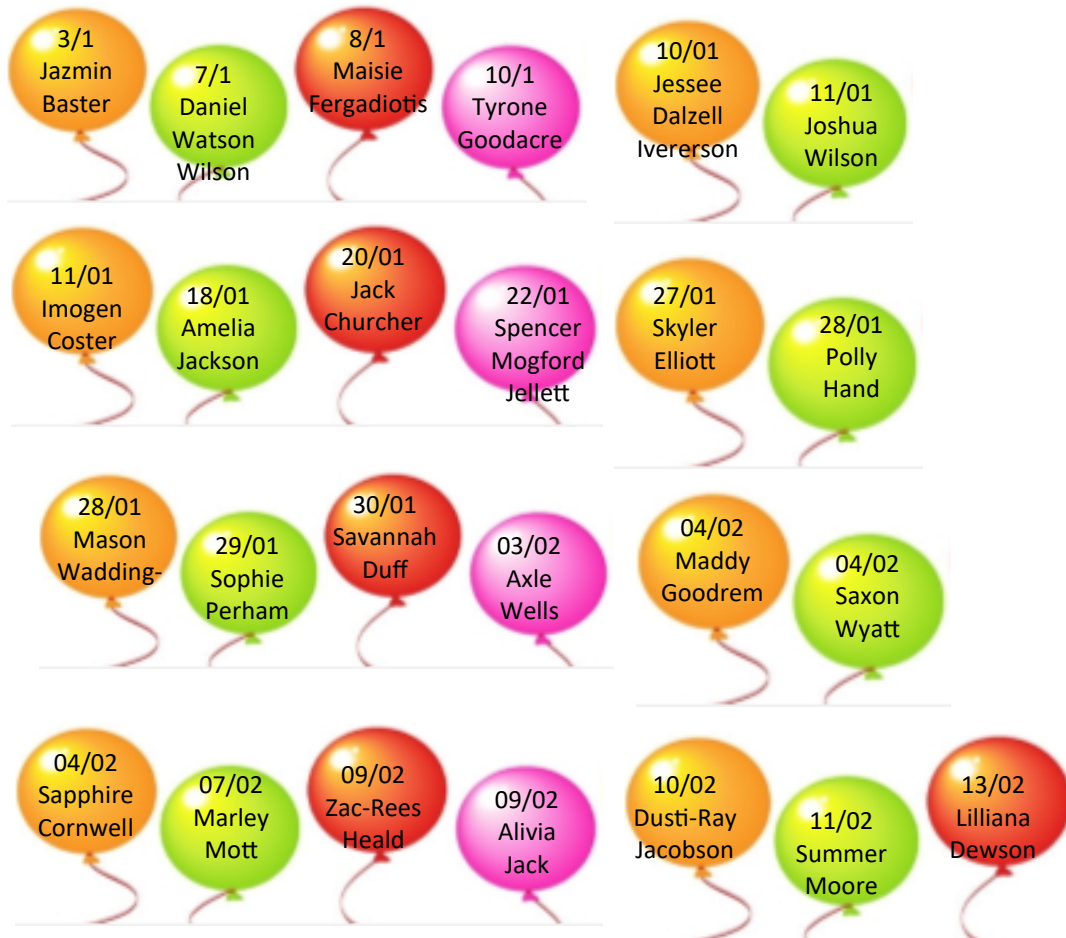 3/1
Jazmin
Baster
7/1
Daniel
Watson
Wilson
8/1
Maisie
Fergadiotis
10/1
Tyrone
Goodacre
10/01
Jessee
Dalzell
Ivererson
11/01
Joshua
Wilson
11/01
Imogen
Coster
18/01
Amelia
Jackson
20/01
Jack
Churcher
22/01
Spencer
Mogford
Jellett
27/01
Skyler
Elliott
28/01
Polly
Hand
28/01
Mason
Wadding-
29/01
Sophie
Perham
30/01
Savannah
Duff
03/02
Axle
Wells
04/02
Maddy
Goodrem
04/02
Saxon
Wyatt
04/02
Sapphire
Cornwell
07/02
Marley
Mott
09/02
Zac-Rees
Heald
09/02
Alivia
Jack
10/02
Dusti-Ray
Jacobson
11/02
Summer
Moore
13/02
Lilliana
Dewson